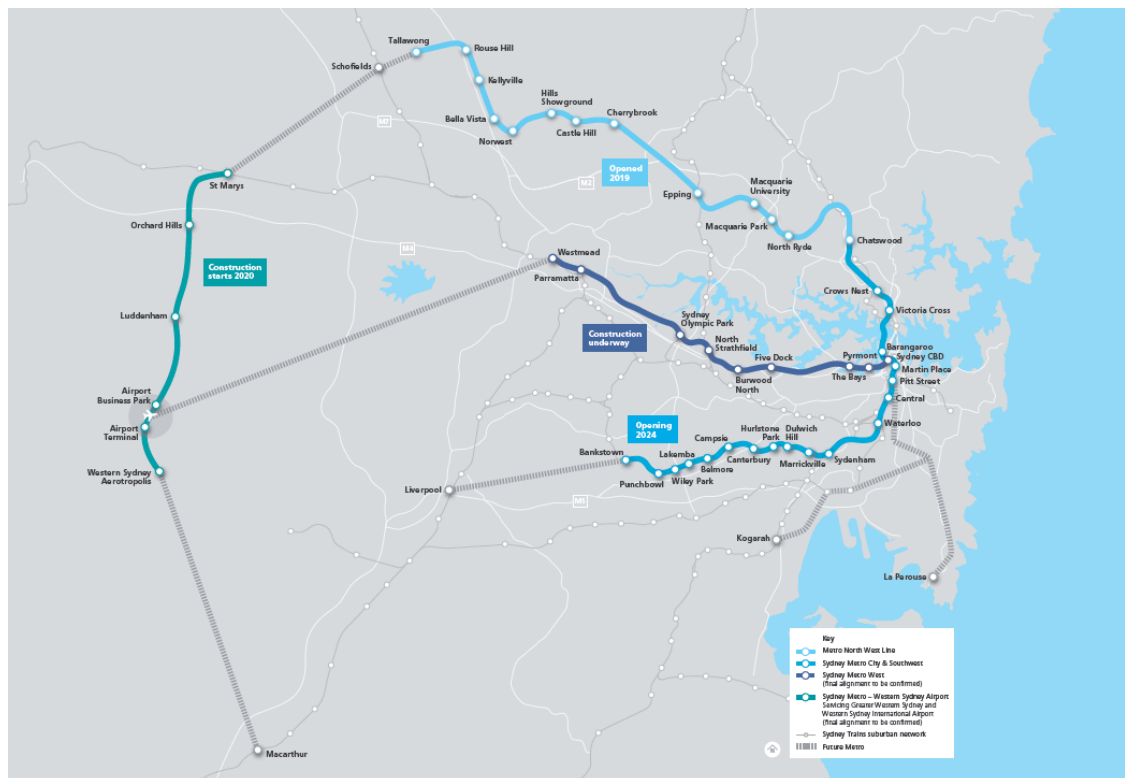 Tallawong
Rouse Hill
Schofields
Kellyville
Hills
Showground
Cherrybrook
Bella Vista
M7
Castle Hill
Norwest
Opened
2019
M2
St Marys
Epping
Macquarie
University
Orchard Hills
Macquarie Park
North Ryde
Chatswood
M4
Westmead
Construction
starts 2020
Parramatta
Crows Nest
Luddenham
Sydney
Olympic Park
Victoria Cross
Construction
underway
North
Strathfield
Barangaroo
Five Dock
Pyrmont
Sydney CBD
Martin Place
The Bays
Pitt Street
Burwood
North
Airport
Business Park
Central
Airport
Terminal
Opening
2024
Waterloo
Hurlstone
Park
Dulwich
Hill
Campsie
Bankstown
Lakemba
Canterbury
Marrickville
Sydenham
Belmore
Wiley Park
Punchbowl
Western Sydney
Aerotropolis
Liverpool
M5
Kogarah
La Perouse
Macarthur
Key
Metro North West Line
Sydney Metro City & Southwest
Sydney Metro West
(final alignment to be confirmed)
Sydney Metro – Western Sydney Airport
Servicing Greater Western Sydney and
Western Sydney International Airport
(final alignment to be confirmed)
Sydney Trains suburban network
Future Metro